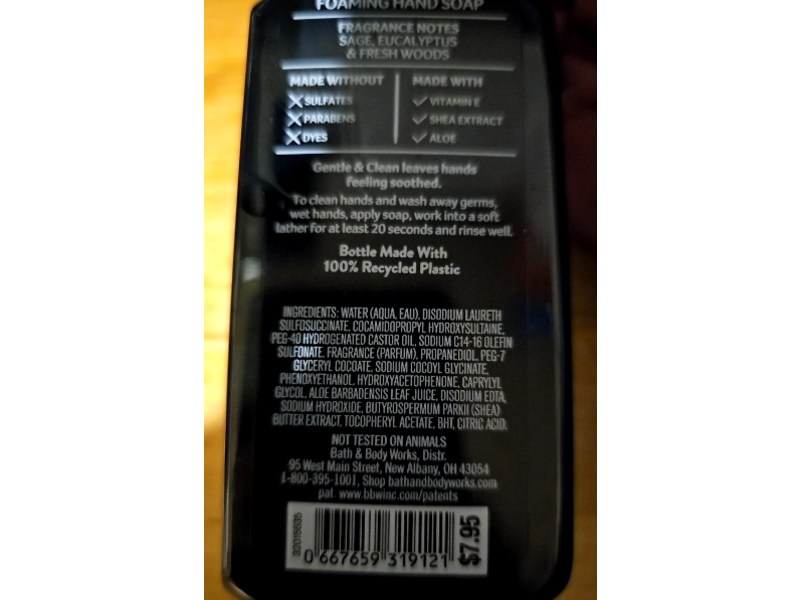 FOAMING HAND SOAP
FRAGRANCE NOTES
SAGE, EUCALYPTUS
& FRESH WOODS
MADE WITHOUT
SULFATES
PARABENS
DYES
MADE WITH
VITAMIN E
SHEA EXTRACT
ALOE
Gentle & Clean leaves hands
feeling soothed.
To clean hands and wash away germs,
wet hands, apply soap, work into a soft
lather for at least 20 seconds and rinse well.
Bottle Made With
100% Recycled Plastic
INGREDIENTS: WATER (AQUA, EAU), DISODIUM LAURETH
SULFOSUCCINATE, COCAMIDOPROPYL HYDROXYSULTAINE,
PEG-40 HYDROGENATED CASTOR OIL, SODIUM C14-16 OLEFIN
SULFONATE, FRAGRANCE (PARFUM), PROPANEDIOL, PEG-7
GLYCERYL COCOATE, SODIUM COCOYL GLYCINATE,
PHENOXYETHANOL, HYDROXYACETOPHENONE, CAPRYLYL
GLYCOL, ALOE BARBADENSIS LEAF JUICE, DISODIUM EDTA,
SODIUM HYDROXIDE, BUTYROSPERMUM PARKII (SHEA)
BUTTER EXTRACT, TOCOPHERYL ACETATE, BHT, CITRIC ACID.
NOT TESTED ON ANIMALS
Bath & Body Works, Distr.
95 West Main Street, New Albany, OH 43054
1-800-395-1001, Shop bathandbodyworks.com
pat. www.bbwinc.com/patents
82015635
0 667659 319121
$7.95